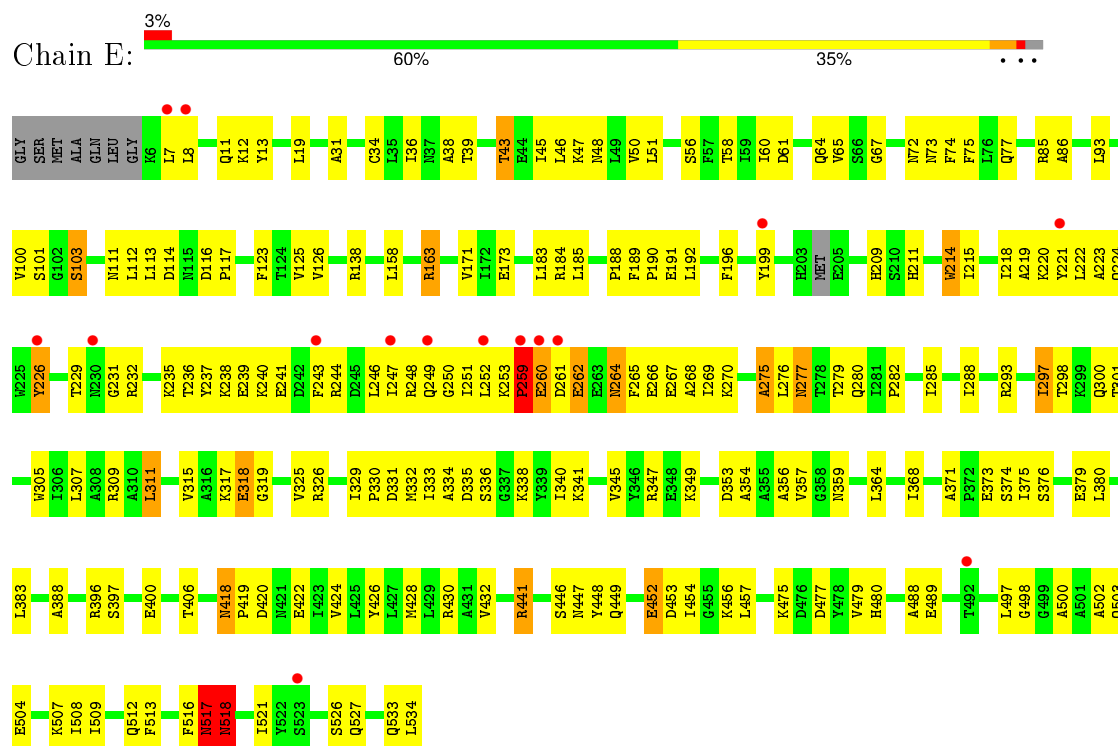 3%
Chain E:
60% 35% • • •
GLY SER MET ALA GLN LEU GLY K6 L7 L8 Q11 K12 Y13 L19 A31 C34 L35 I36 N37 A38 T39 T43 E44 I45 L46 K47 N48 L49 V50 L51 S56 F57 T58 I59 I60 D61 Q64 V65 S66 G67 N72 N73 F74 F75 L76 Q77 R85 A86 L93
V100 S101 G102 S103 N111 L112 L113 D114 N115 D116 P117 F123 T124 V125 V126 R138 L158 R163 V171 I172 E173 L183 R184 L185 P188 F189 P190 E191 L192 F196 Y199 H203 MET E205 H209 S210 H211 W214 I215 I218 A219 K220 Y221 L222 A223 Q224
W225 Y226 T229 N230 G231 R232 K235 T236 Y237 K238 E239 K240 E241 D242 F243 R244 D245 L246 I247 R248 Q249 G250 I251 L252 K253 P259 E260 D261 E262 E263 N264 F265 E266 E267 A268 I269 K270 A275 L276 N277 T278 T279 Q280 I281 P282 I285 I288 R293 I297 T298 K299 Q300 T301
W305 I306 L307 A308 R309 A310 L311 V315 A316 K317 E318 G319 V325 R326 I329 P330 D331 M332 I333 A334 D335 S336 G337 K338 Y339 I340 K341 V345 Y346 R347 E348 K349 D353 A354 A355 A356 V357 G358 N359 L364 I368 A371 P372 E373 S374 I375 S376 E379 L380
L383 A388 R396 S397 E400 T406 N418 P419 D420 N421 E422 I423 V424 L425 Y426 L427 M428 L429 R430 A431 V432 R441 S446 N447 Y448 Q449 E452 D453 I454 G455 K456 L457 K475 D476 D477 Y478 V479 H480 A488 E489 T492 L497 G498 G499 A500 A501 A502 Q503
E504 K507 I508 I509 Q512 F513 F516 N517 N518 I521 Y522 S523 S526 Q527 Q533 L534